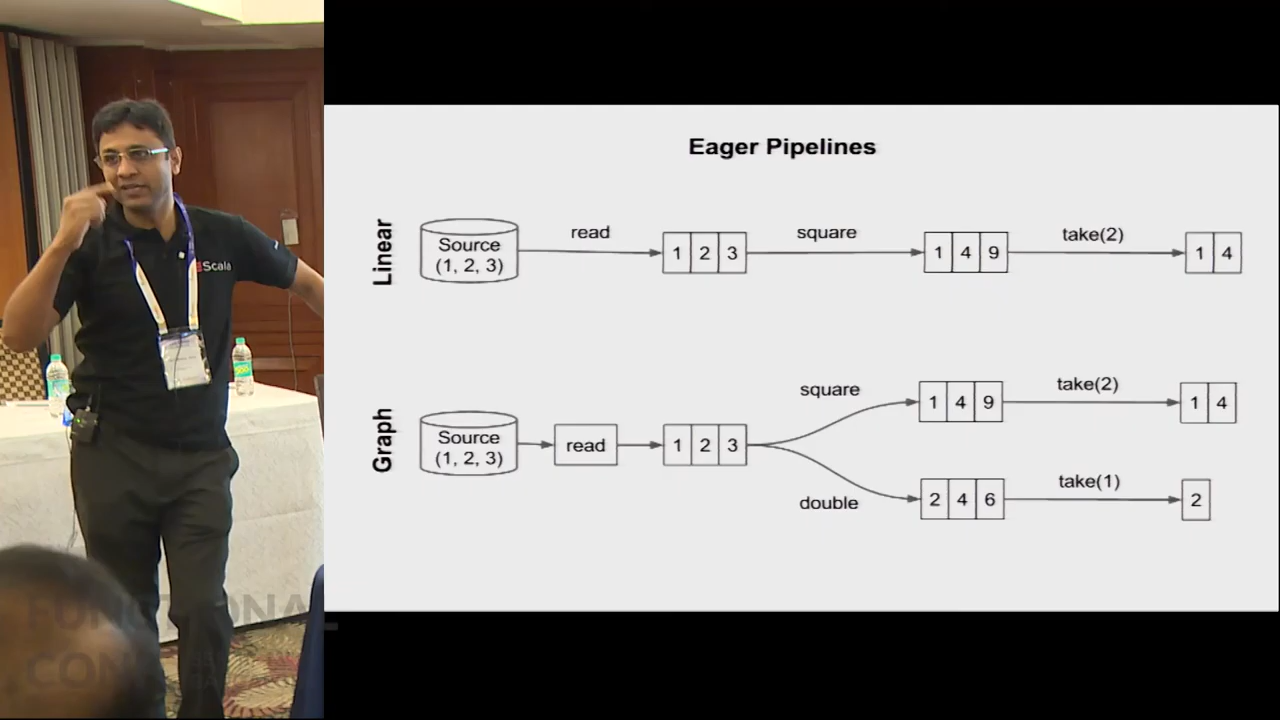 Eager Pipelines
Linear
Source
(1, 2, 3)
read
1 2 3
square
1 4 9
take(2)
1 4
Graph
Source
(1, 2, 3)
read
1 2 3
square
1 4 9
take(2)
1 4
double
2 4 6
take(1)
2
Scala
FUNCTIONAL
CON